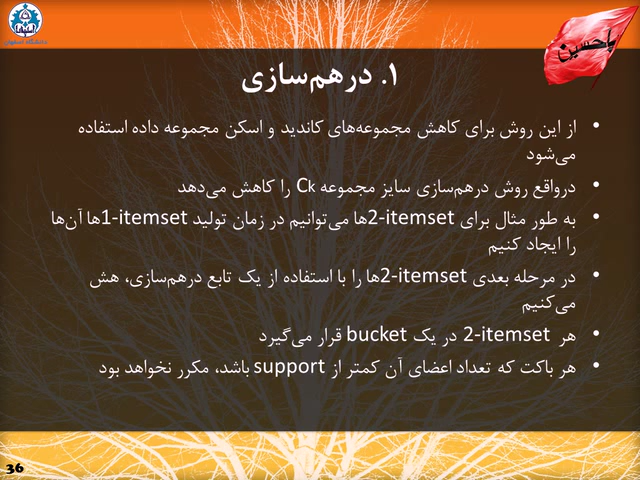 دانشگاه اصفهان
یاحسین
۱. درهم‌سازی
• از این روش برای کاهش مجموعه‌های کاندید و اسکن مجموعه داده استفاده
می‌شود
• درواقع روش درهم‌سازی سایز مجموعه Ck را کاهش می‌دهد
• به طور مثال برای 2-itemsetها می‌توانیم در زمان تولید 1-itemsetها آن‌ها
را ایجاد کنیم
• در مرحله بعدی 2-itemsetها را با استفاده از یک تابع درهم‌سازی، هش
می‌کنیم
• هر 2-itemset در یک bucket قرار می‌گیرد
• هر باکت که تعداد اعضای آن کمتر از support باشد، مکرر نخواهد بود
36